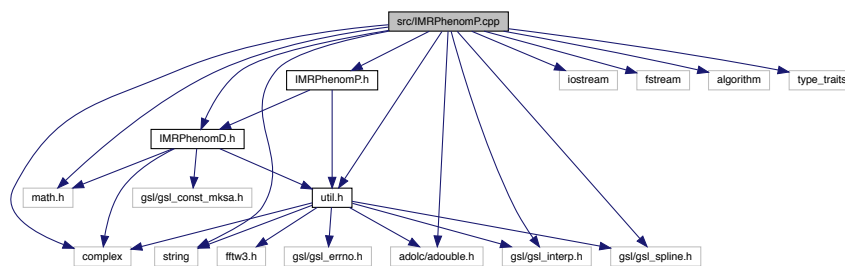 src/IMRPhenomP.cpp
IMRPhenomP.h
iostream
fstream
algorithm
type_traits
IMRPhenomD.h
math.h
gsl/gsl_const_mksa.h
util.h
complex
string
fftw3.h
gsl/gsl_errno.h
adolc/adouble.h
gsl/gsl_interp.h
gsl/gsl_spline.h